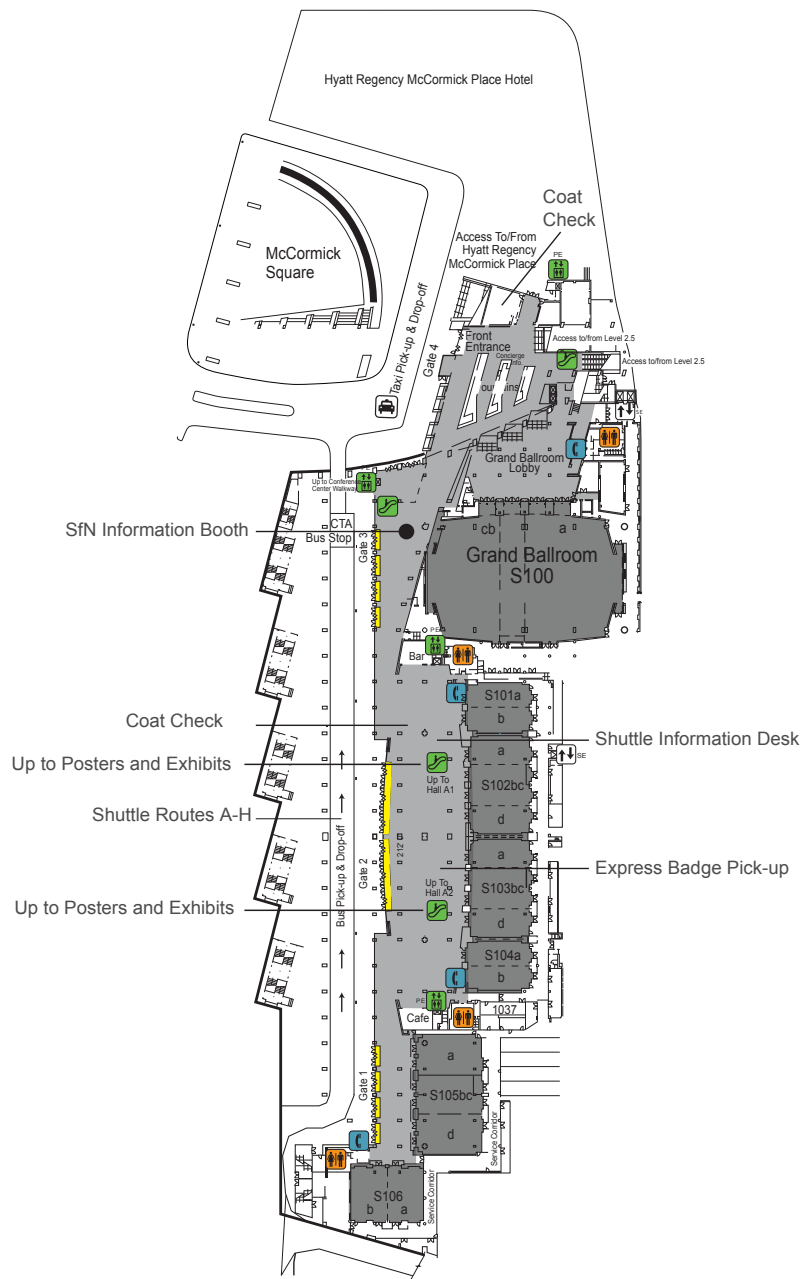 Hyatt Regency McCormick Place Hotel
Coat
Check
Access To/From
Hyatt Regency
McCormick Place
PE
McCormick
Square
Taxi Pick-up & Drop-off
Gate 4
Front
Entrance
Concierge
Info.
Access to/from Level 2.5
Access to/from Level 2.5
SE
Grand Ballroom
Lobby
Up to Conference
Center Walkway
SfN Information Booth
CTA
Bus Stop
Gate 3
cb
a
Grand Ballroom
S100
PE
Bar
S101a
b
Coat Check
Shuttle Information Desk
a
SE
Up to Posters and Exhibits
Up To
Hall A1
S102bc
Shuttle Routes A-H
d
Bus Pick-up & Drop-off
Gate 2
212'
a
Express Badge Pick-up
S103bc
Up To
Hall A2
Up to Posters and Exhibits
d
S104a
b
PE
Cafe
1037
a
Gate 1
S105bc
d
Service Corridor
S106
b
a
Service Corridor